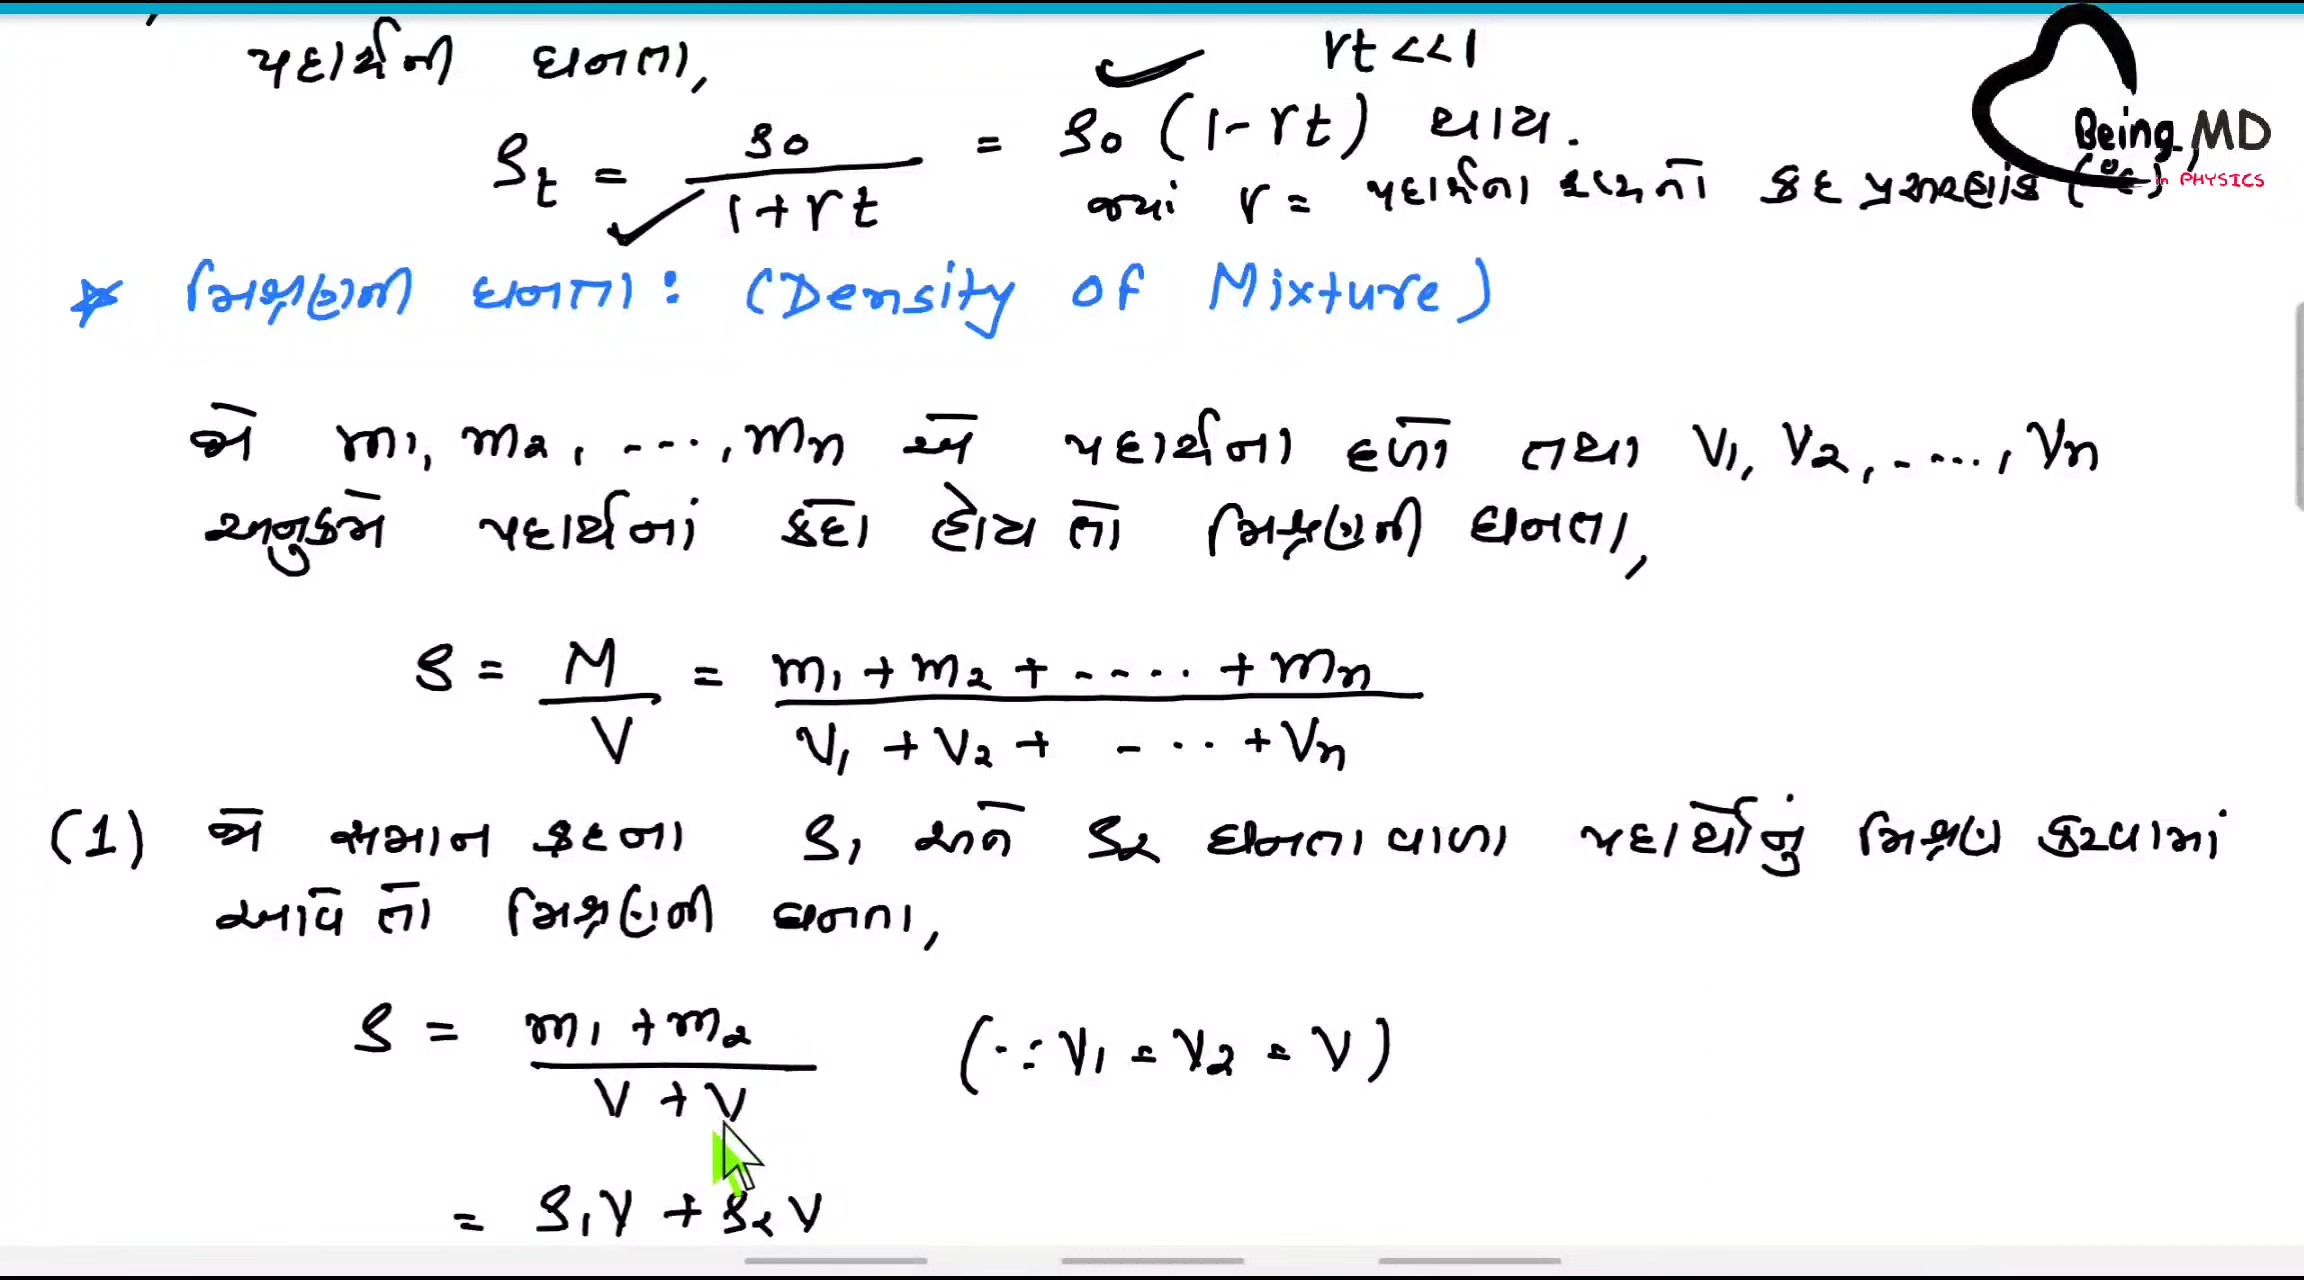 પદાર્થની ઘનતા, rt <<1
ρt = ρ0 / 1+rt = ρ0 (1-rt) થાય.
જ્યાં r = પદાર્થના દ્રવ્યનો કદ પ્રસરણાંક
Being MD
in PHYSICS
* મિશ્રણની ઘનતા: (Density of Mixture)
જો m1, m2, ----, mn એ પદાર્થના દળો તથા V1, V2, -...., Vn
અનુક્રમે પદાર્થનાં કદો હોય તો મિશ્રણની ઘનતા,
ρ = M / V = m1 + m2 + ----. + mn / V1 + V2 + - ... + Vn
(1) જો સમાન કદના ρ1 અને ρ2 ઘનતાવાળા પદાર્થોનું મિશ્રણ કરવામાં
આવે તો મિશ્રણની ઘનતા,
ρ = m1 + m2 / V + V (∵ V1 = V2 = V)
= ρ1V + ρ2V